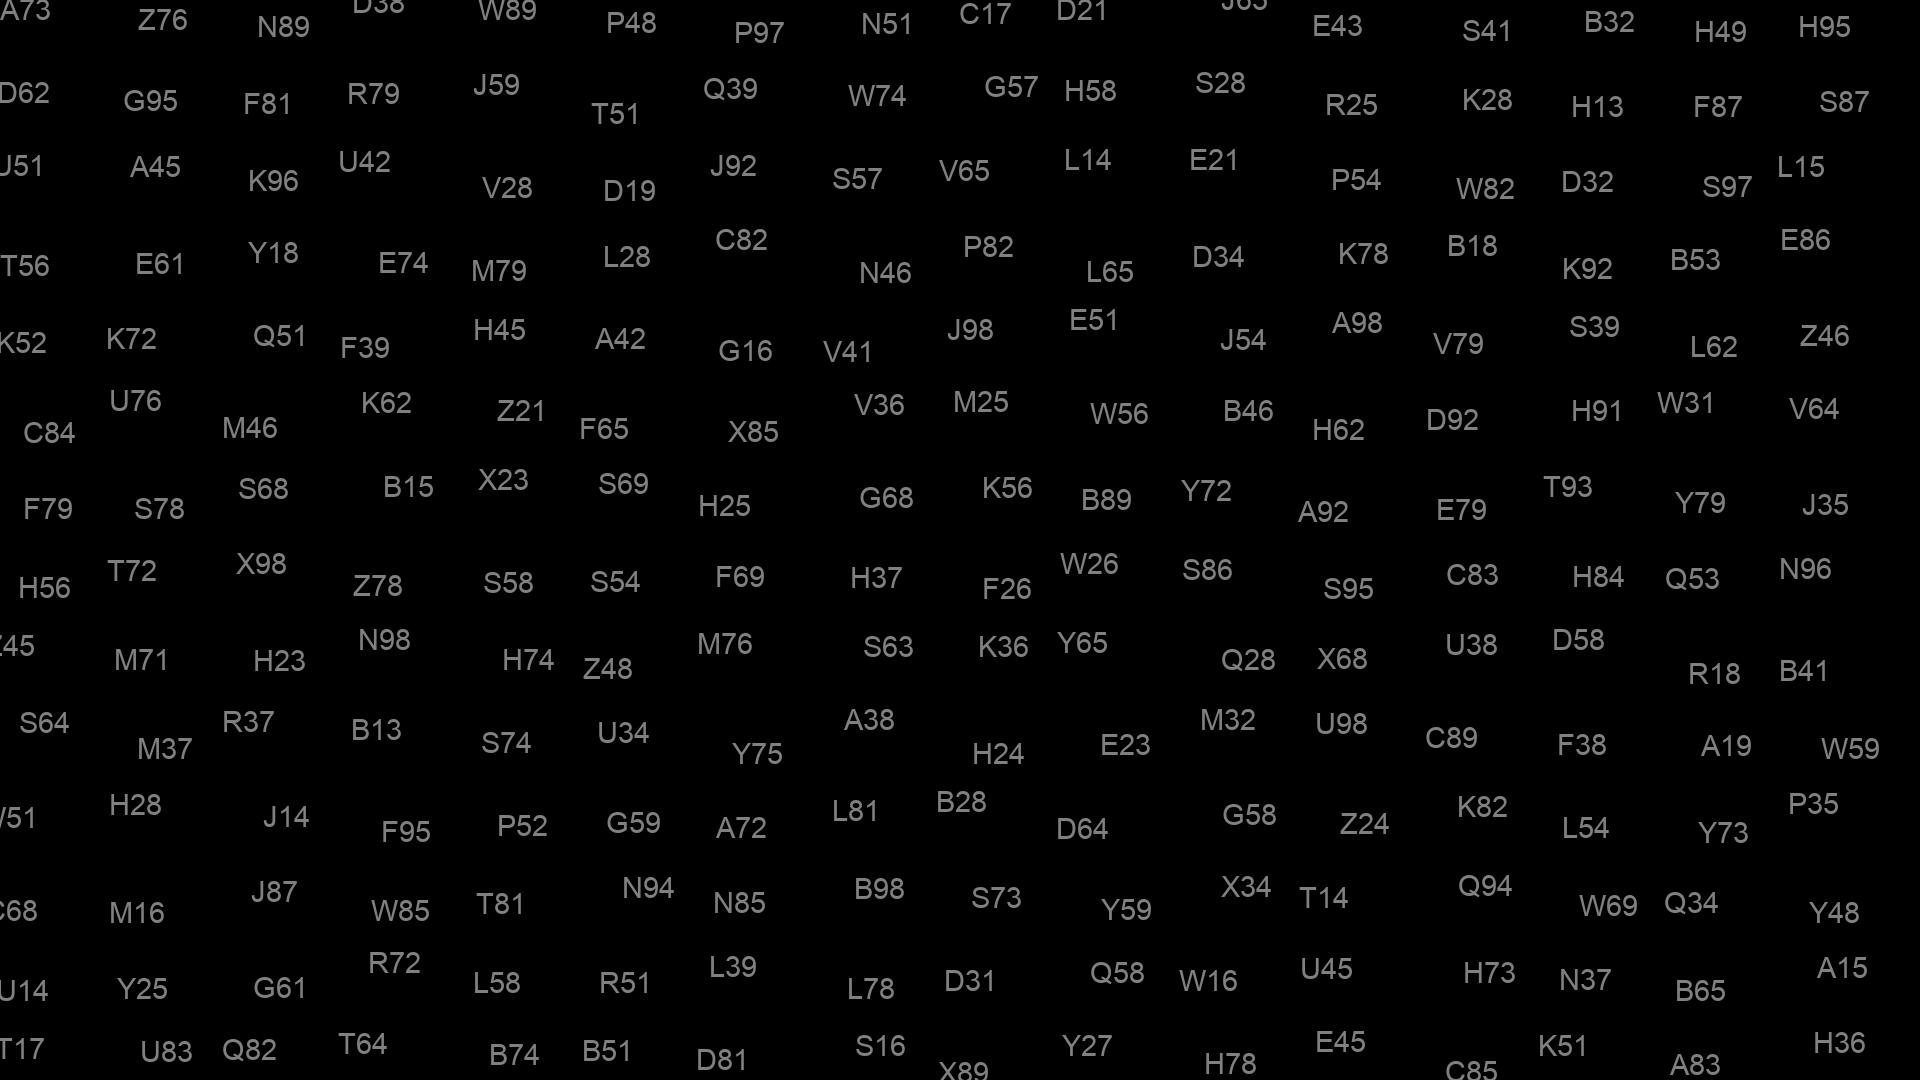 A73 Z76 N89 D38 W89 P48 P97 N51 C17 D21 J65 E43 S41 B32 H49 H95
D62 G95 F81 R79 J59 T51 Q39 W74 G57 H58 S28 R25 K28 H13 F87 S87
J51 A45 K96 U42 V28 D19 J92 S57 V65 L14 E21 P54 W82 D32 S97 L15
T56 E61 Y18 E74 M79 L28 C82 N46 P82 L65 D34 K78 B18 K92 B53 E86
K52 K72 Q51 F39 H45 A42 G16 V41 J98 E51 J54 A98 V79 S39 L62 Z46
C84 U76 M46 K62 Z21 F65 X85 V36 M25 W56 B46 H62 D92 H91 W31 V64
F79 S78 S68 B15 X23 S69 H25 G68 K56 B89 Y72 A92 E79 T93 Y79 J35
H56 T72 X98 Z78 S58 S54 F69 H37 F26 W26 S86 S95 C83 H84 Q53 N96
Z45 M71 H23 N98 H74 Z48 M76 S63 K36 Y65 Q28 X68 U38 D58 R18 B41
S64 M37 R37 B13 S74 U34 Y75 A38 H24 E23 M32 U98 C89 F38 A19 W59
H28 J14 F95 P52 G59 A72 L81 B28 D64 G58 Z24 K82 L54 Y73 P35
M16 J87 W85 T81 N94 N85 B98 S73 Y59 X34 T14 Q94 W69 Q34 Y48
U14 Y25 G61 R72 L58 R51 L39 L78 D31 Q58 W16 U45 H73 N37 B65 A15
T17 U83 Q82 T64 B74 B51 D81 S16 X89 Y27 H78 E45 C85 K51 A83 H36